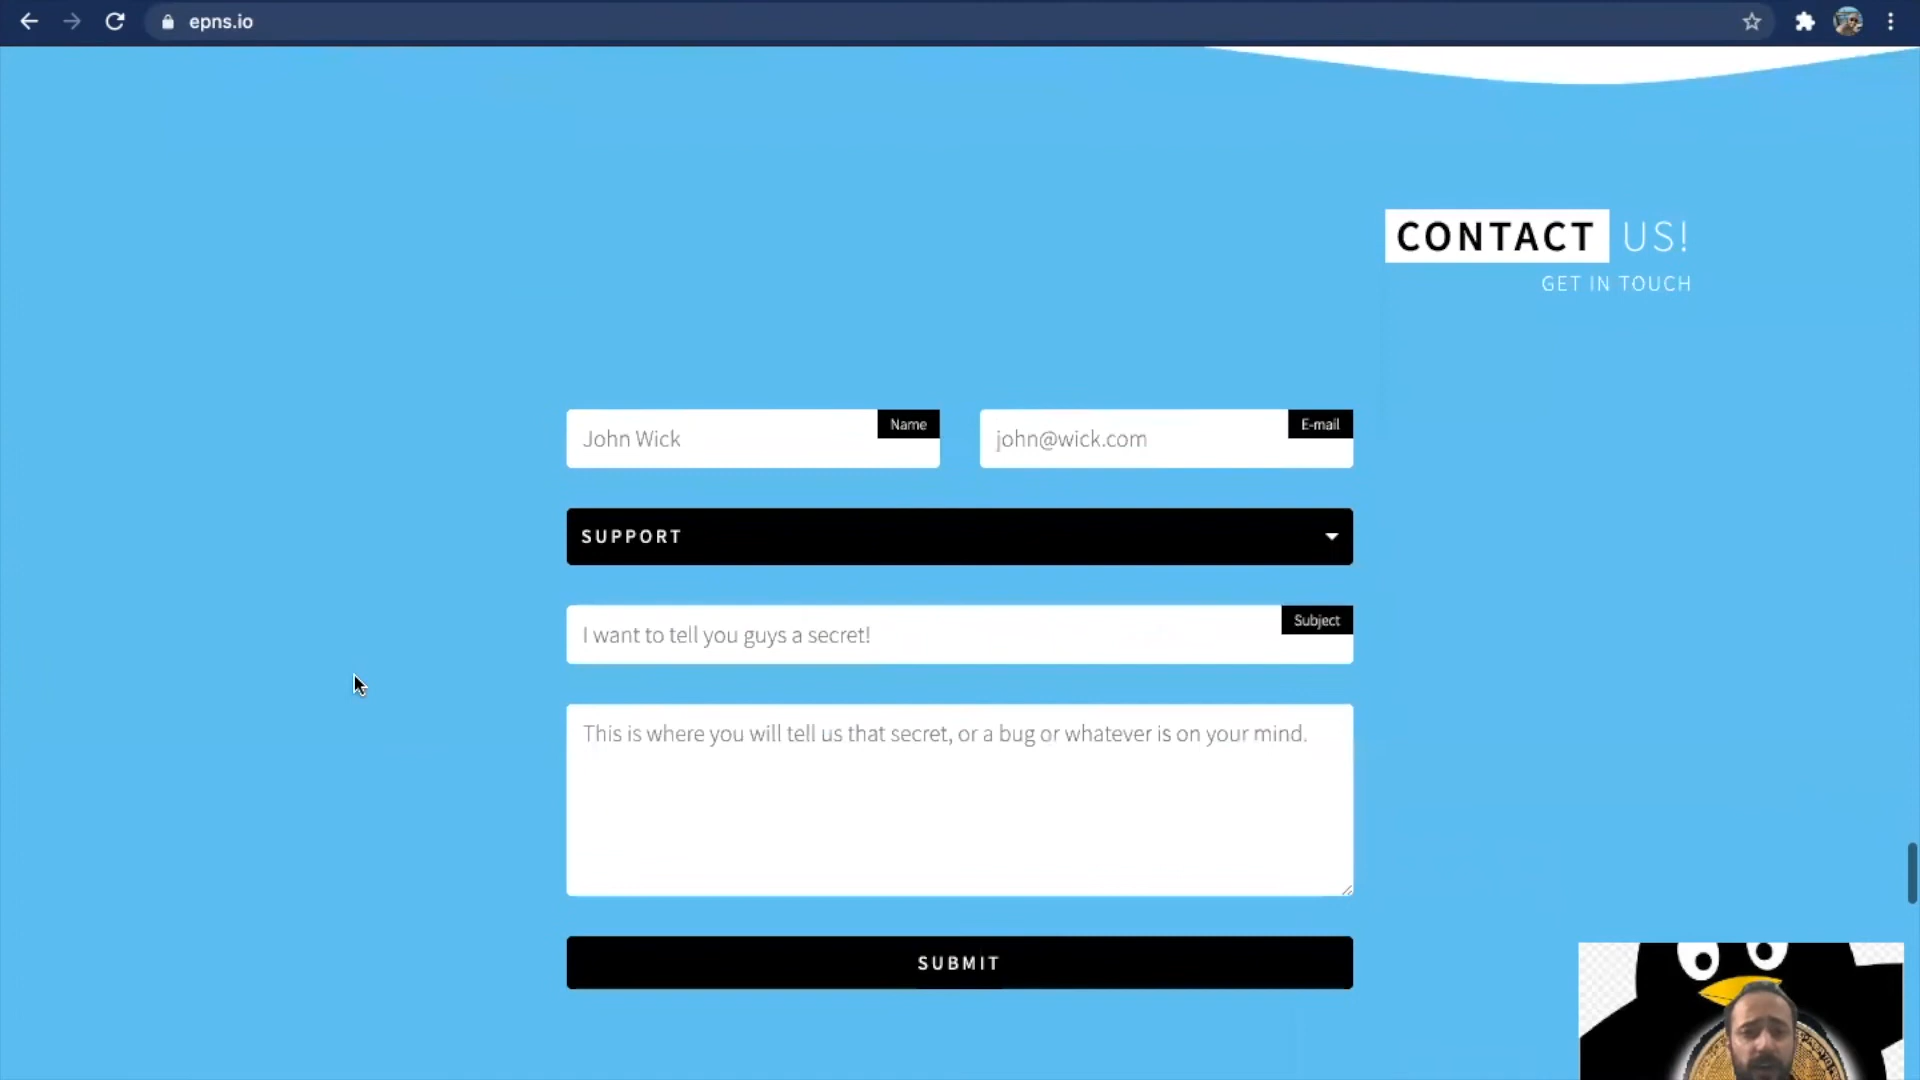 epns.io
CONTACT US!
GET IN TOUCH
John Wick
Name
john@wick.com
E-mail
SUPPORT
I want to tell you guys a secret!
Subject
This is where you will tell us that secret, or a bug or whatever is on your mind.
SUBMIT